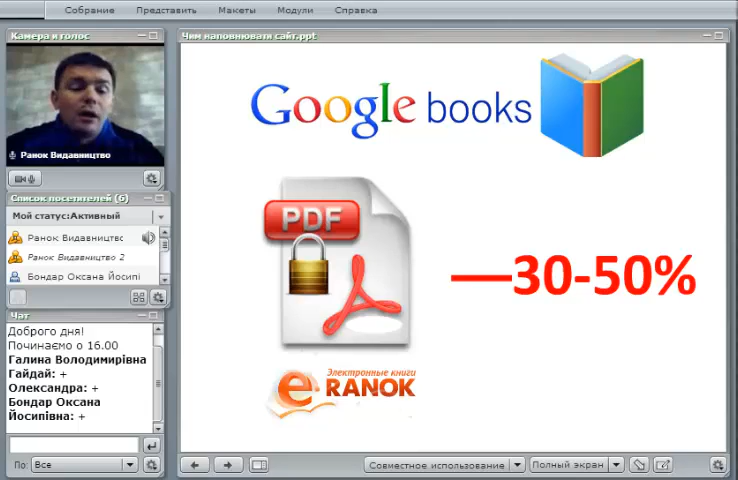 Собрание Представить Макеты Модули Справка
Камера и голос
Ранок Видавництво
Список посетителей (6)
Мой статус:Активный
Ранок Видавництвс
Ранок Видавництво 2
Бондар Оксана Йосипі
Чат
Доброго дня!
Починаємо о 16.00
Галина Володимирівна
Гайдай: +
Олександра: +
Бондар Оксана
Йосипівна: +
По: Все
Чим наповнювати сайт.ppt
Google books
PDF
—30-50%
Электронные книги
e RANOK
Совместное использование
Полный экран